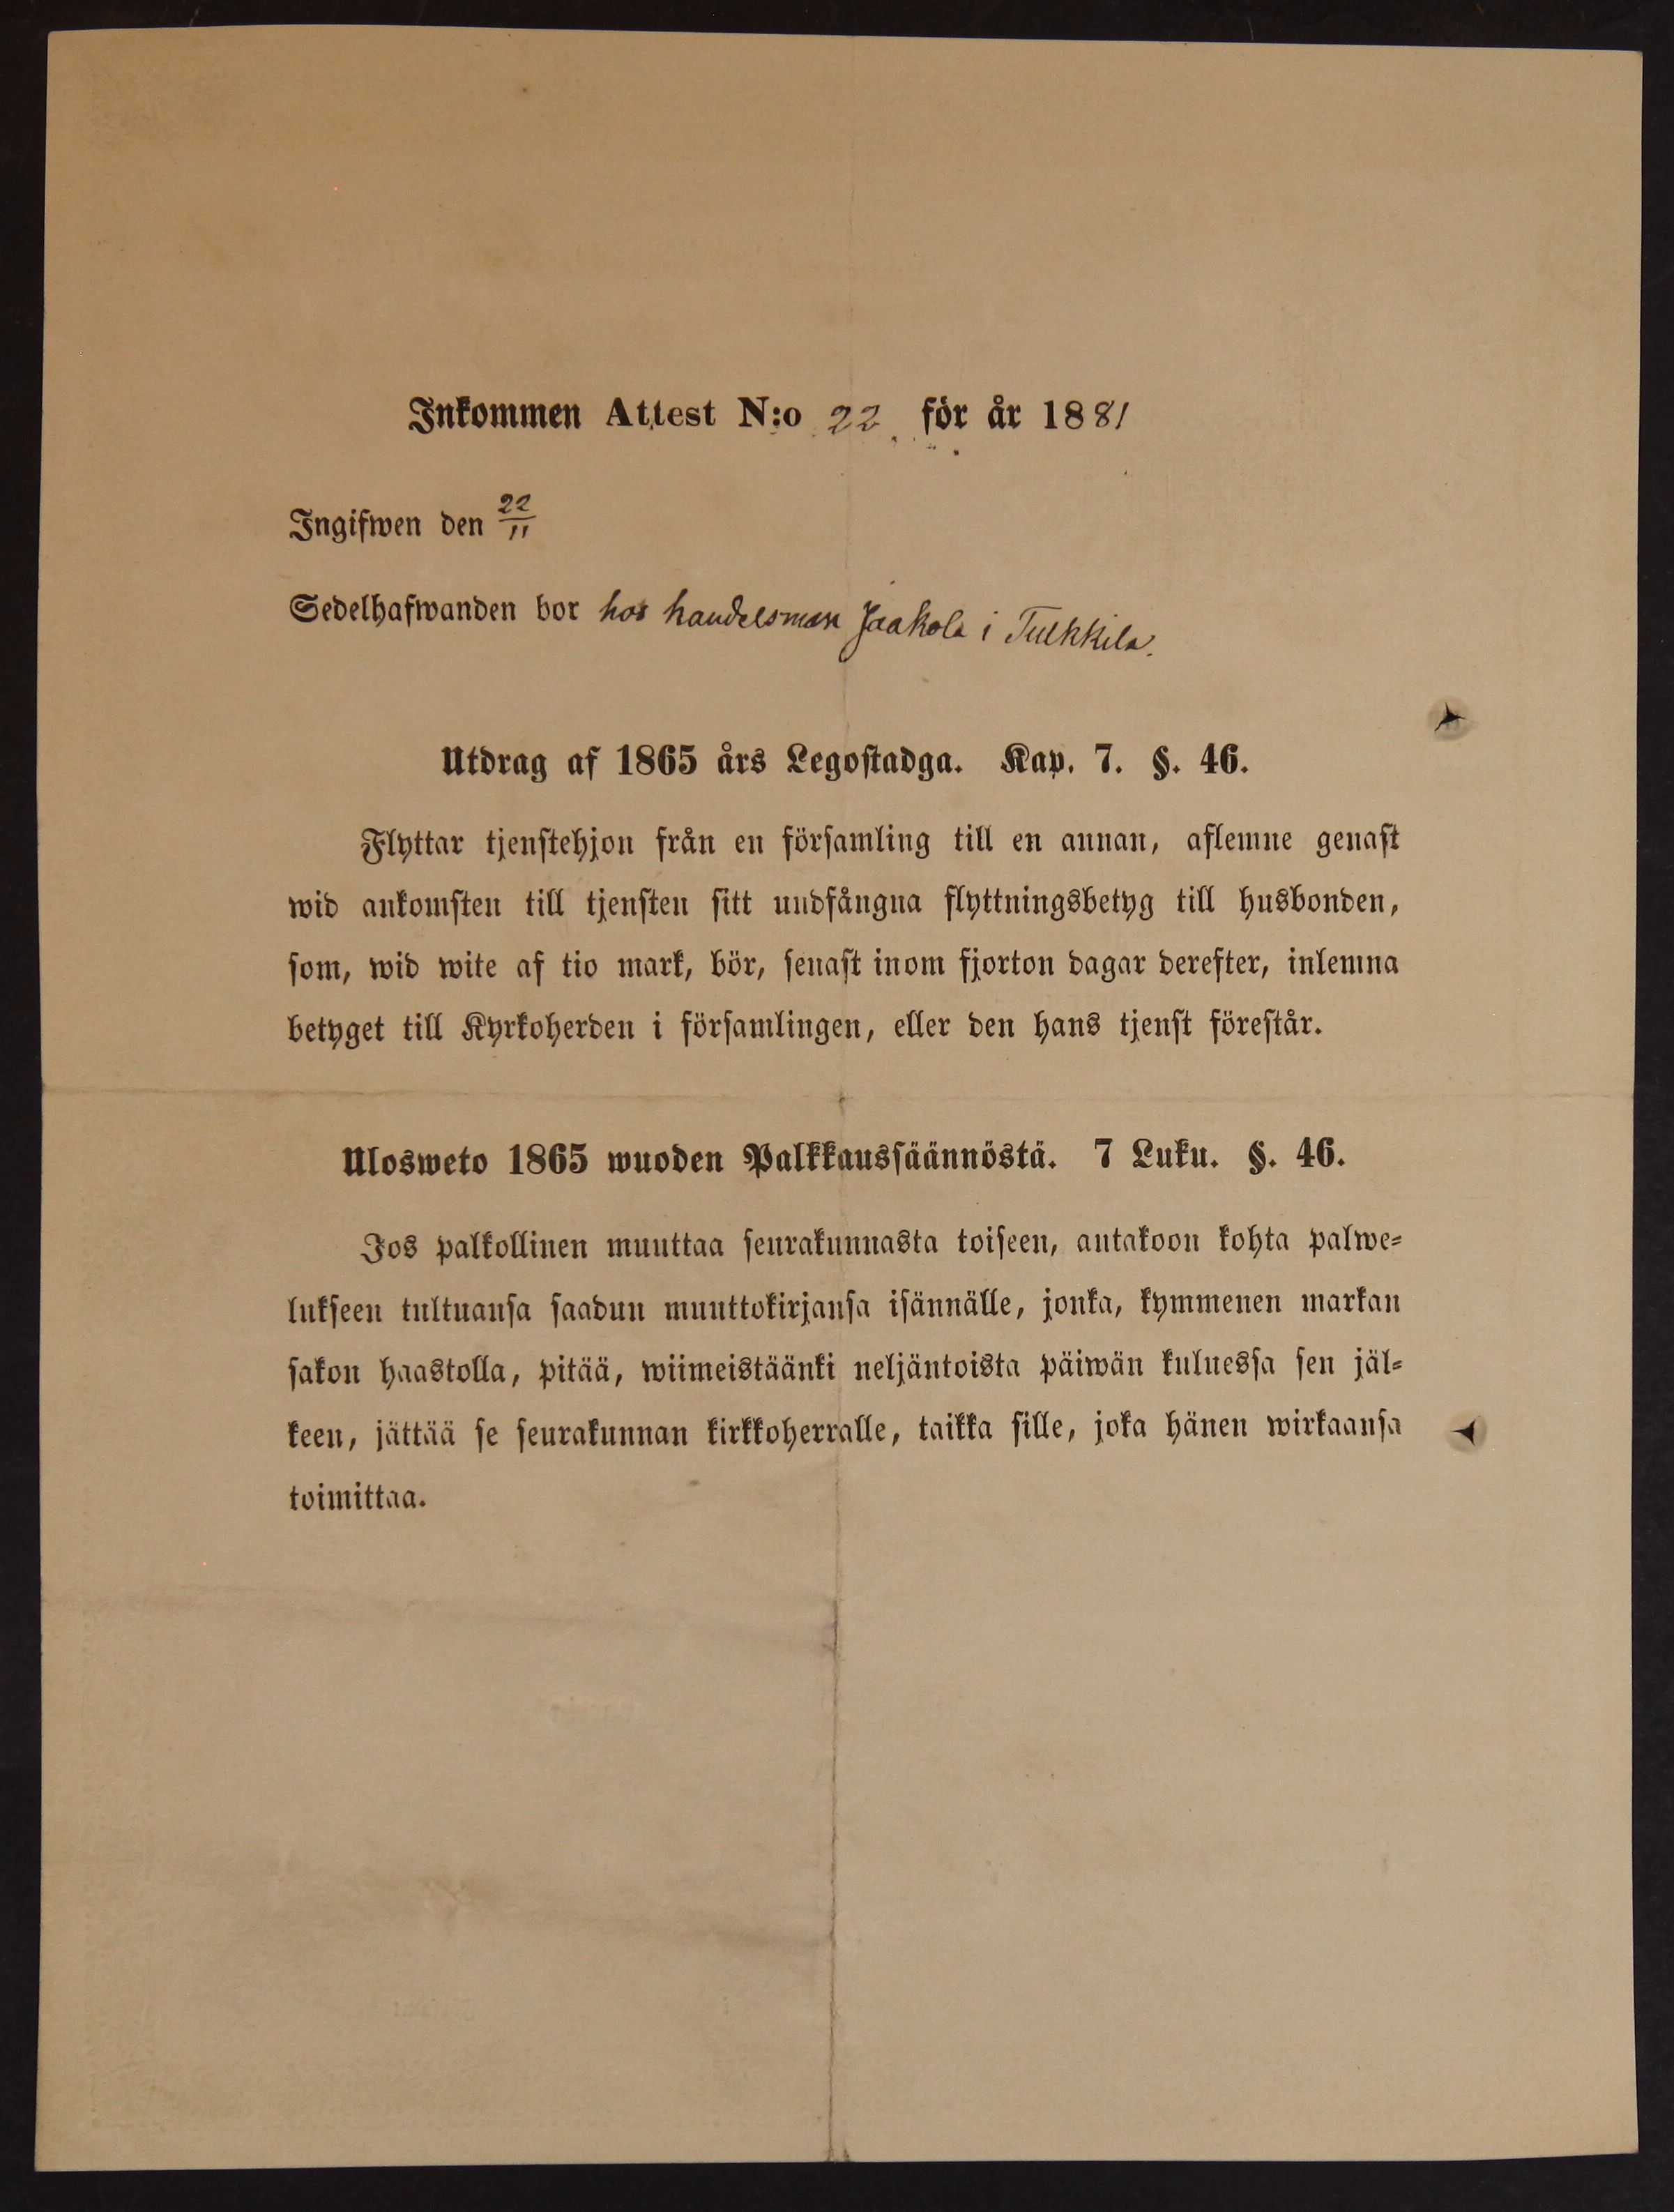 Inkommen Attest N:o 22 för år 1881
Ingifwen den 22/11
Sedelhafwanden bor hos handelsman Jaakola i Tulkkila.
Utdrag af 1865 års Legostadga. Kap. 7. §. 46.
Flyttar tjenstehjon från en församling till en annan, aflemne genast
wid ankomsten till tjensten sitt undfångna flyttningsbetyg till husbonden,
som, wid wite af tio mark, bör, senast inom fjorton dagar derefter, inlemna
betyget till Kyrkoherden i församlingen, eller den hans tjenst förestår.
Ulosweto 1865 wuoden Palkkaussäännöstä. 7 Luku. §. 46.
Jos palkollinen muuttaa seurakunnasta toiseen, antakoon kohta palwe-
lukseen tultuansa saadun muuttokirjansa isännälle, jonka, kymmenen markan
sakon haastolla, pitää, wiimeistäänki neljäntoista päiwän kuluessa sen jäl-
keen, jättää se seurakunnan kirkkoherralle, taikka sille, joka hänen wirkaansa
toimittaa.